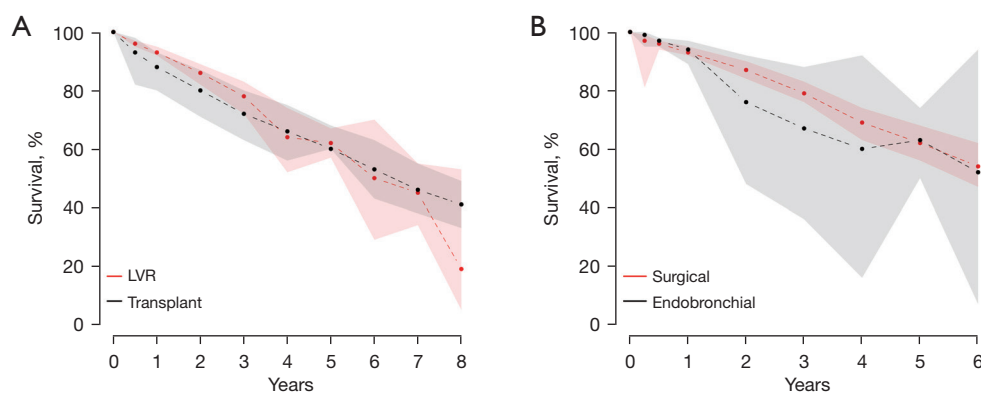 A
Survival, %
100
80
60
40
20
0
LVR
Transplant
0 1 2 3 4 5 6 7 8
Years
B
Survival, %
100
80
60
40
20
0
Surgical
Endobronchial
0 1 2 3 4 5 6
Years